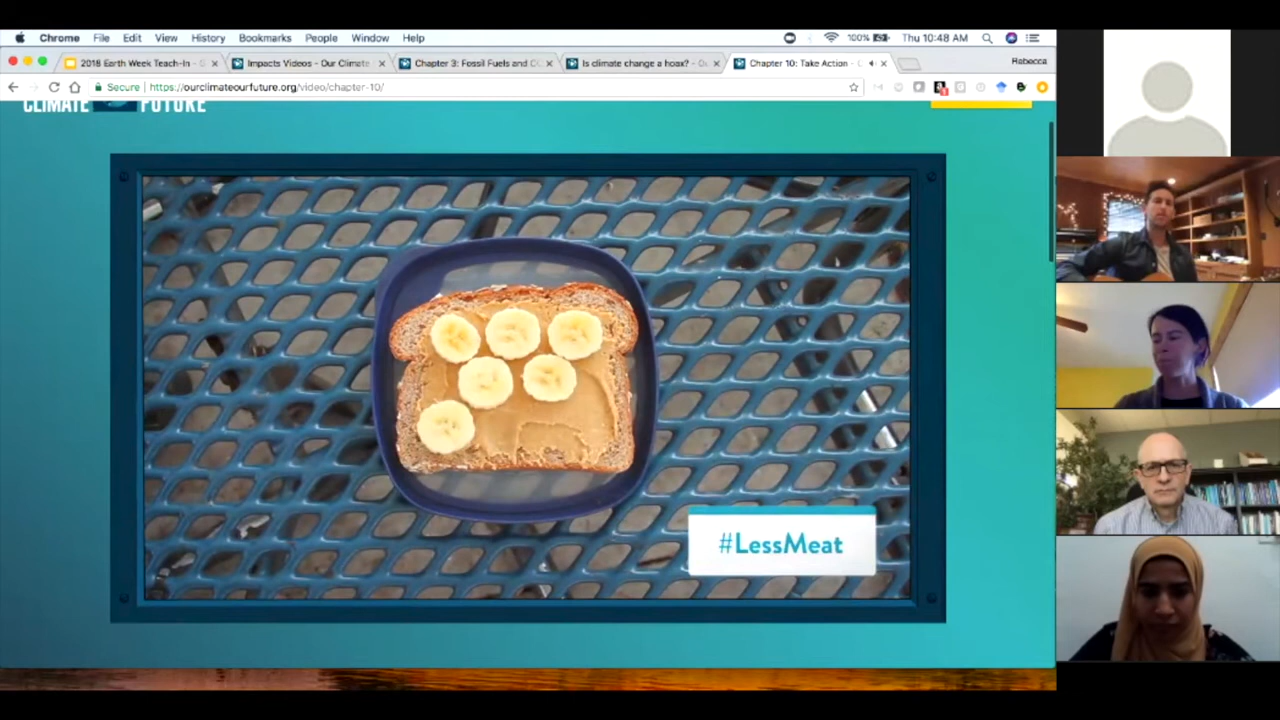 Chrome File Edit View History Bookmarks People Window Help 100% Thu 10:48 AM
2018 Earth Week Teach-In - G Impacts Videos - Our Climate Chapter 3: Fossil Fuels and CO Is climate change a hoax? - Ou Chapter 10: Take Action - O Rebecca
Secure https://ourclimateourfuture.org/video/chapter-10/
CLIMATE FUTURE
#LessMeat